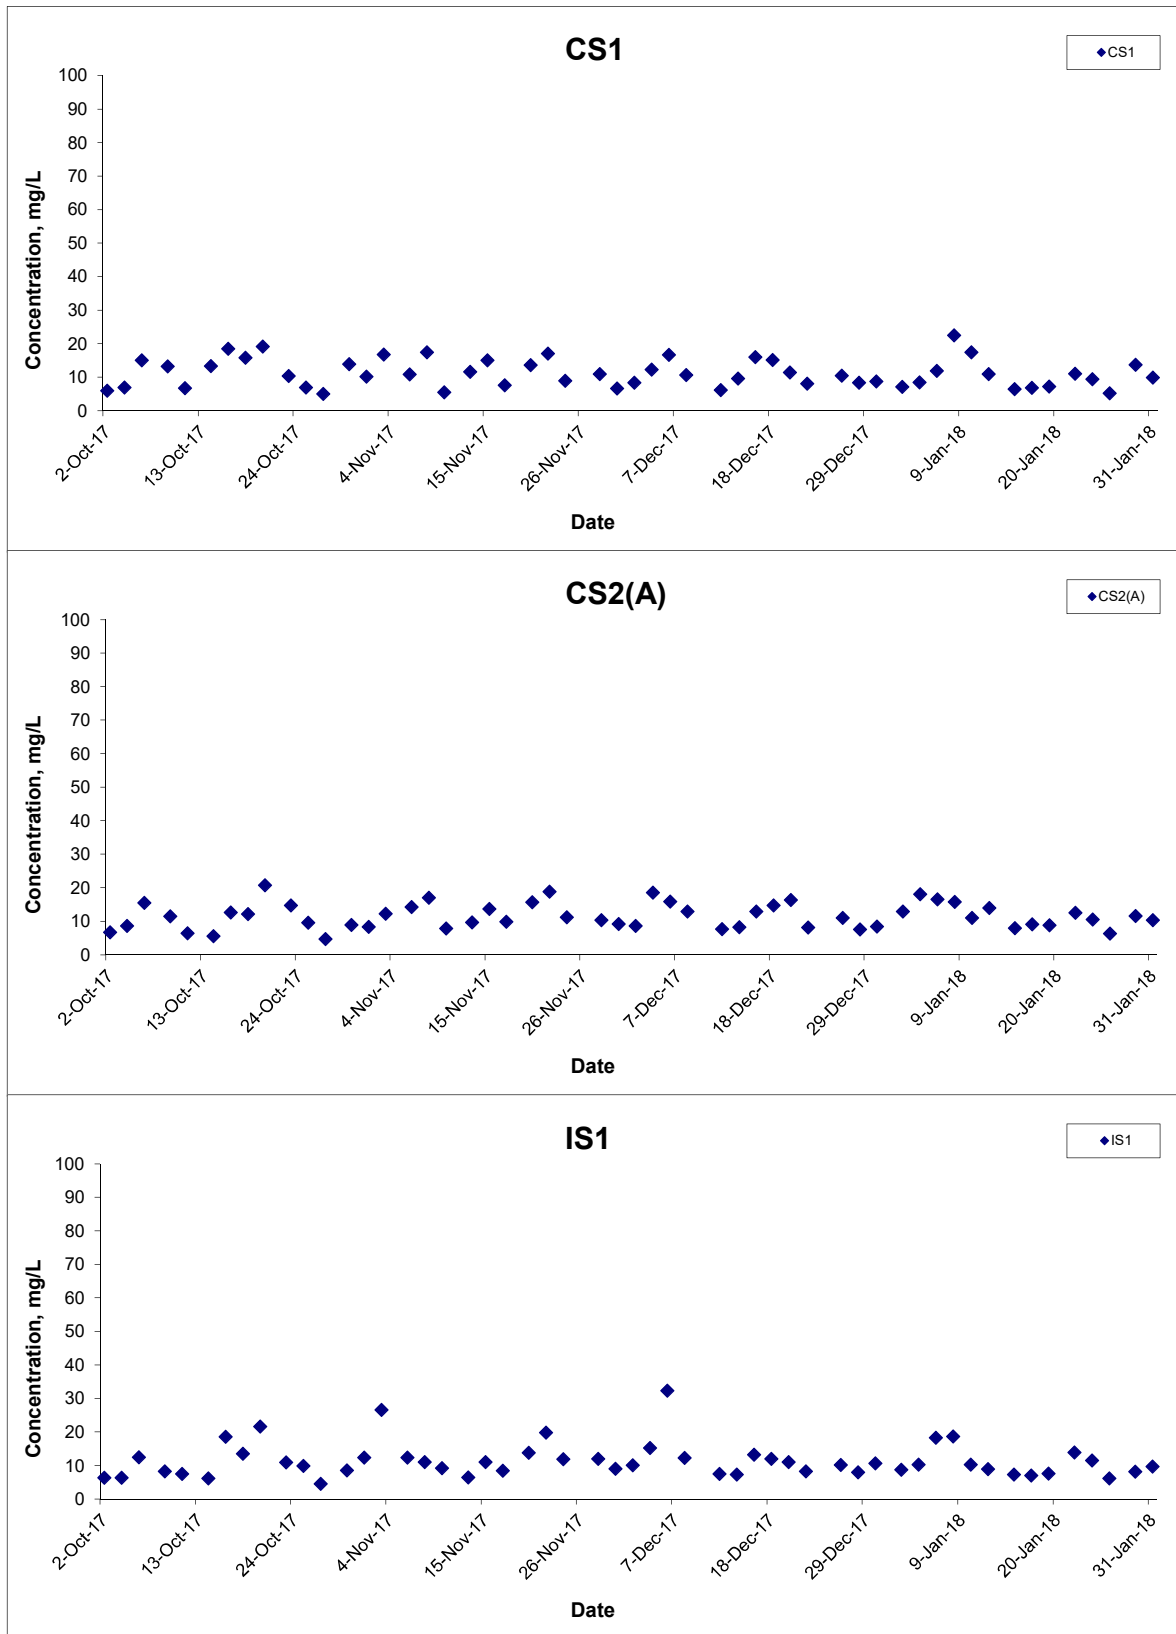 CS1
CS1
Concentration, mg/L
100
90
80
70
60
50
40
30
20
10
0
2-Oct-17
13-Oct-17
24-Oct-17
4-Nov-17
15-Nov-17
26-Nov-17
7-Dec-17
18-Dec-17
29-Dec-17
9-Jan-18
20-Jan-18
31-Jan-18
Date
CS2(A)
CS2(A)
Concentration, mg/L
100
90
80
70
60
50
40
30
20
10
0
2-Oct-17
13-Oct-17
24-Oct-17
4-Nov-17
15-Nov-17
26-Nov-17
7-Dec-17
18-Dec-17
29-Dec-17
9-Jan-18
20-Jan-18
31-Jan-18
Date
IS1
IS1
Concentration, mg/L
100
90
80
70
60
50
40
30
20
10
0
2-Oct-17
13-Oct-17
24-Oct-17
4-Nov-17
15-Nov-17
26-Nov-17
7-Dec-17
18-Dec-17
29-Dec-17
9-Jan-18
20-Jan-18
31-Jan-18
Date